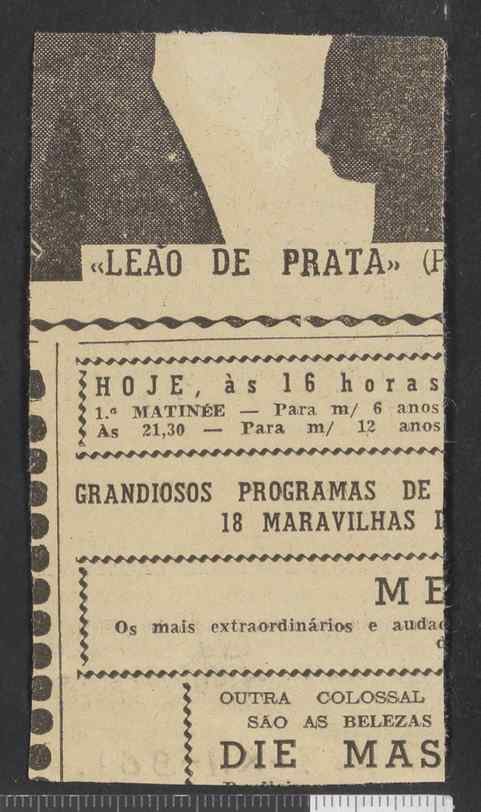 «LEÃO DE PRATA» (P
HOJE, às 16 horas
1.ª MATINÉE — Para m/ 6 anos
Às 21,30 — Para m/ 12 anos
GRANDIOSOS PROGRAMAS DE
18 MARAVILHAS D
ME
Os mais extraordinários e audac
d
OUTRA COLOSSAL
SÃO AS BELEZAS
DIE MAS